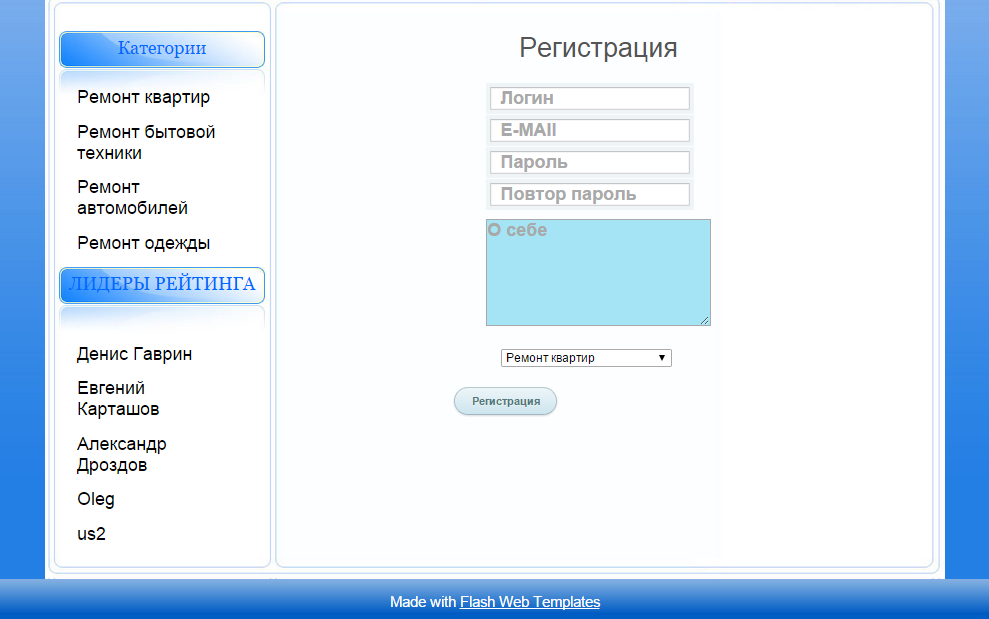 Категории
Ремонт квартир
Ремонт бытовой
техники
Ремонт
автомобилей
Ремонт одежды
ЛИДЕРЫ РЕЙТИНГА
Денис Гаврин
Евгений
Карташов
Александр
Дроздов
Oleg
us2
Регистрация
Логин
E-MAIl
Пароль
Повтор пароль
О себе
Ремонт квартир
Регистрация
Made with Flash Web Templates